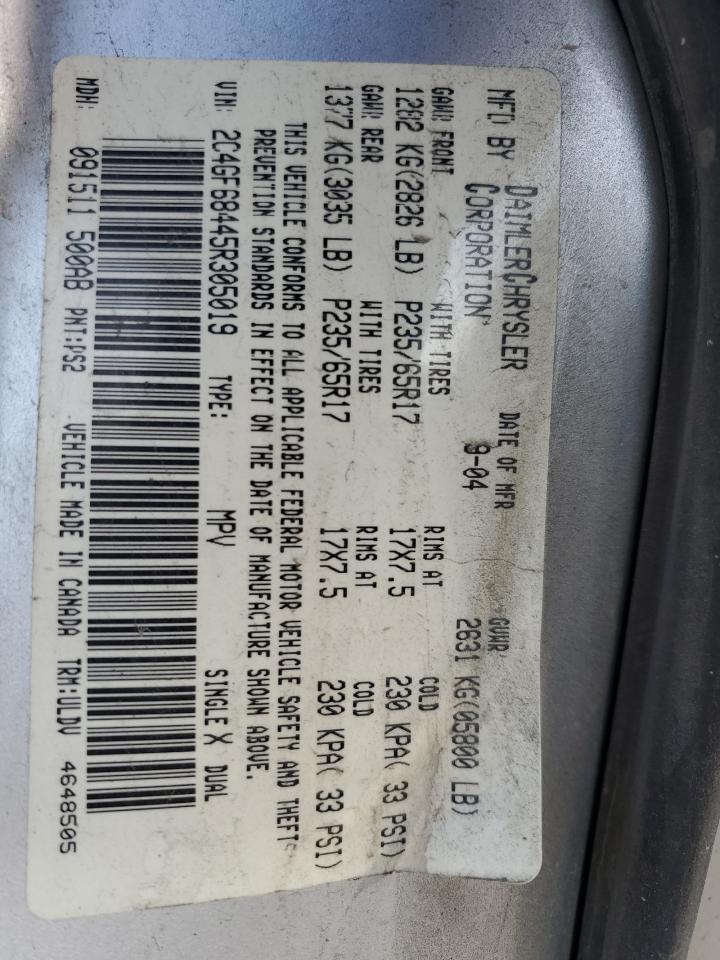 MFD BY DAIMLERCHRYSLER CORPORATION DATE OF MFR 9-04 GVWR 2631 KG(05800 LB)
GAWR FRONT WITH TIRES RIMS AT COLD
1282 KG(2826 LB) P235/65R17 17X7.5 230 KPA( 33 PSI)
GAWR REAR WITH TIRES RIMS AT COLD
1377 KG(3035 LB) P235/65R17 17X7.5 230 KPA( 33 PSI)
THIS VEHICLE CONFORMS TO ALL APPLICABLE FEDERAL MOTOR VEHICLE SAFETY AND THEFT
PREVENTION STANDARDS IN EFFECT ON THE DATE OF MANUFACTURE SHOWN ABOVE.
VIN: 2C4GF68445R305019 TYPE: MPV SINGLE X DUAL
MDH: 091511 500AB PNT:PS2 VEHICLE MADE IN CANADA TRM:ULDV 4648505